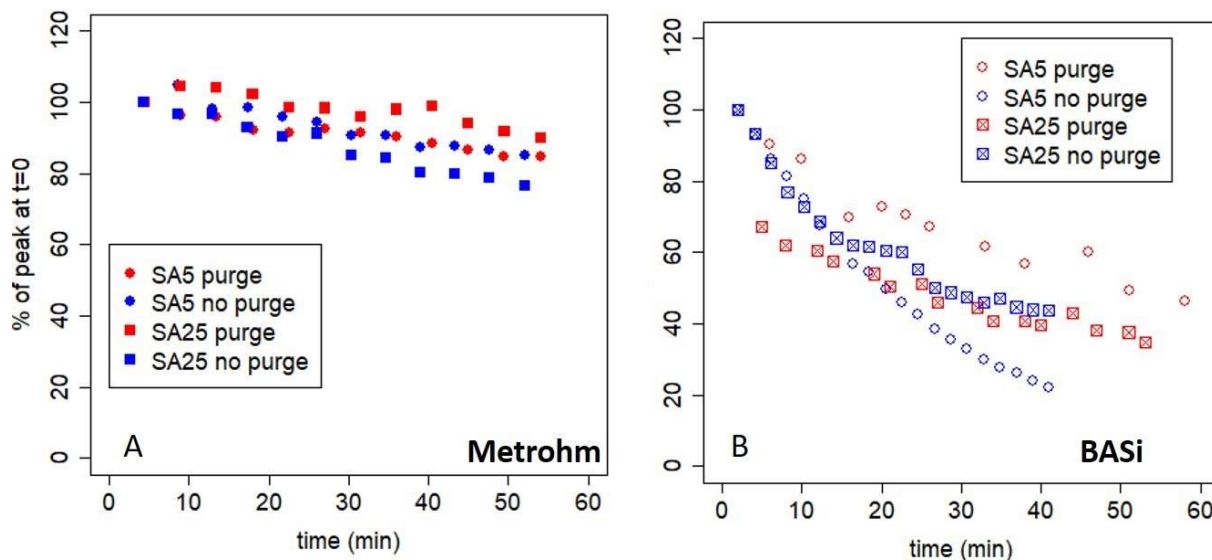 % of peak at t=0
120
100
80
60
40
20
0
SA5 purge
SA5 no purge
SA25 purge
SA25 no purge
A
Metrohm
0 10 20 30 40 50 60
time (min)
120
100
80
60
40
20
0
SA5 purge
SA5 no purge
SA25 purge
SA25 no purge
B
BASi
0 10 20 30 40 50 60
time (min)